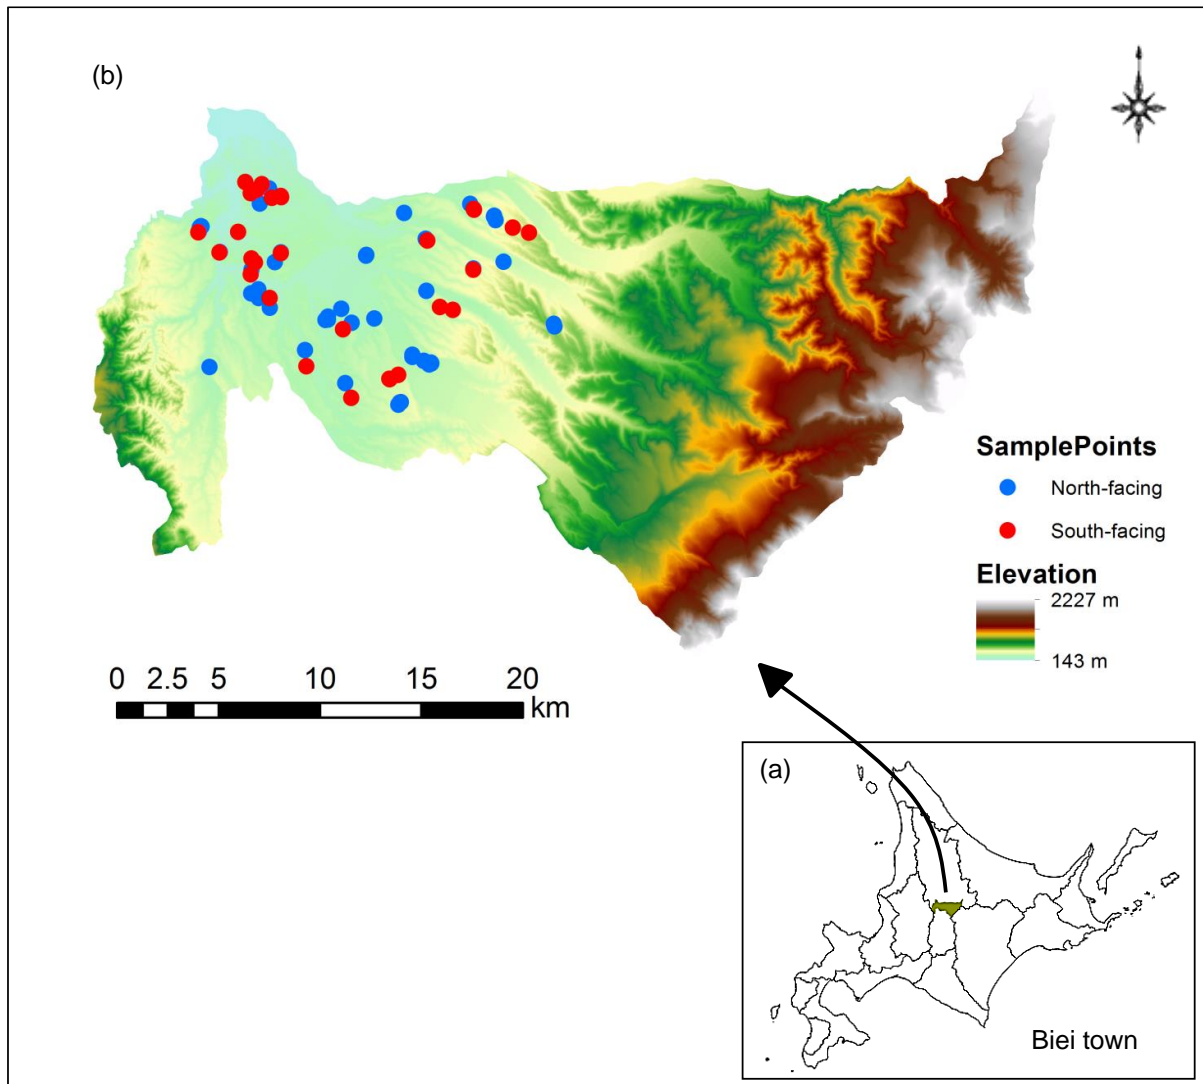 (b)
SamplePoints
North-facing
South-facing
Elevation
2227 m
143 m
0 2.5 5 10 15 20
km
(a)
Biei town